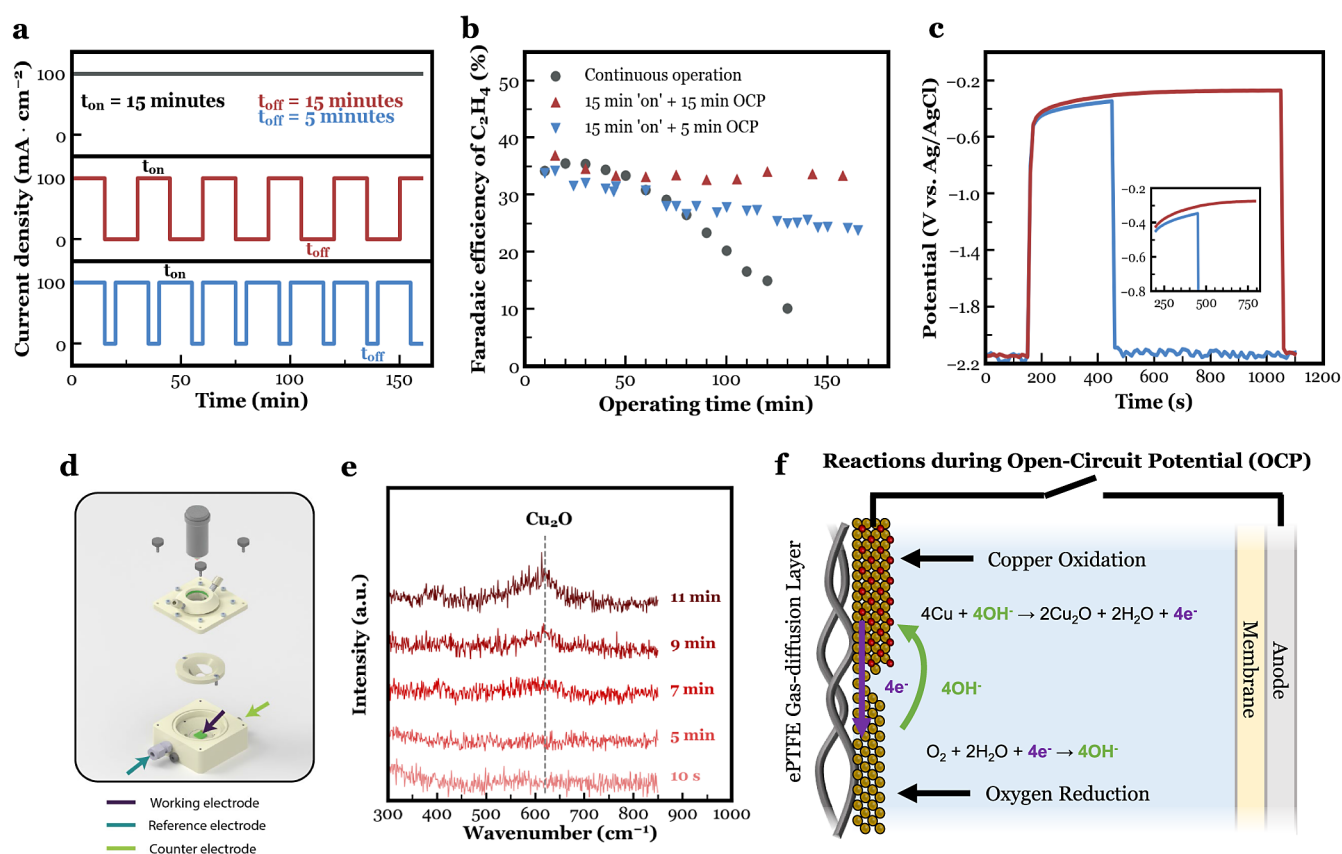 a
Current density (mA · cm⁻²)
100
0
t_on = 15 minutes
t_off = 15 minutes
t_off = 5 minutes
100
0
t_on
t_off
100
0
t_on
t_off
0
50
100
150
Time (min)
b
Faradaic efficiency of C₂H₄ (%)
50
40
30
20
10
0
Continuous operation
15 min 'on' + 15 min OCP
15 min 'on' + 5 min OCP
0
50
100
150
Operating time (min)
c
Potential (V vs. Ag/AgCl)
−0.2
−0.6
−1.0
−1.4
−1.8
−2.2
−0.2
−0.4
−0.6
−0.8
250
500
750
0
200
400
600
800
1000
1200
Time (s)
d
Working electrode
Reference electrode
Counter electrode
e
Intensity (a.u.)
Cu₂O
11 min
9 min
7 min
5 min
10 s
300
400
500
600
700
800
900
1000
Wavenumber (cm⁻¹)
f
Reactions during Open-Circuit Potential (OCP)
ePTFE Gas-diffusion Layer
Copper Oxidation
4Cu + 4OH⁻ → 2Cu₂O + 2H₂O + 4e⁻
4e⁻
4OH⁻
O₂ + 2H₂O + 4e⁻ → 4OH⁻
Oxygen Reduction
Membrane
Anode